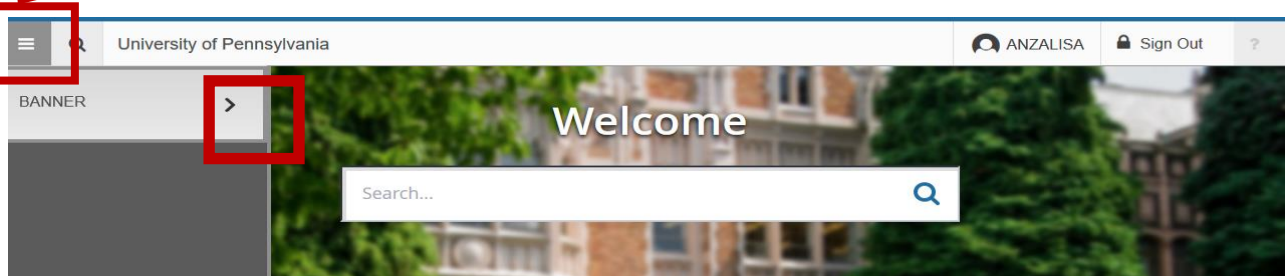 University of Pennsylvania ANZALISA Sign Out ?
BANNER
Welcome
Search...